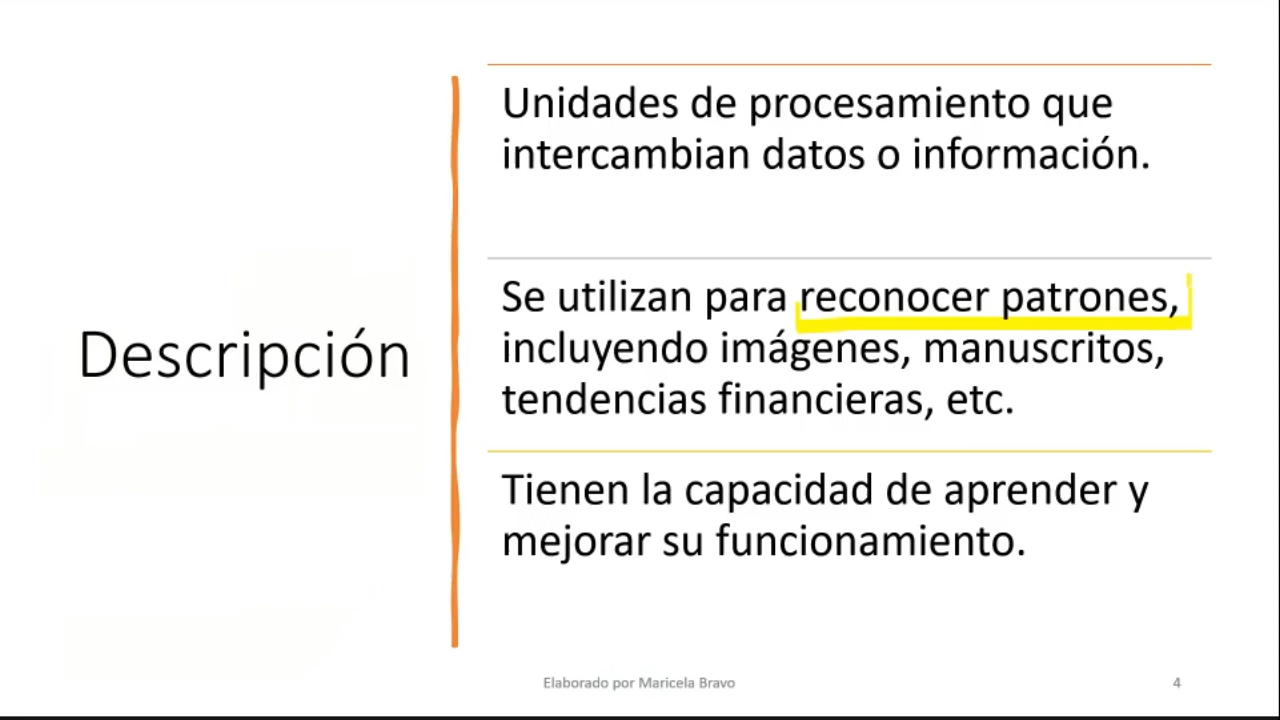 Descripción
Unidades de procesamiento que
intercambian datos o información.
Se utilizan para reconocer patrones,
incluyendo imágenes, manuscritos,
tendencias financieras, etc.
Tienen la capacidad de aprender y
mejorar su funcionamiento.
Elaborado por Maricela Bravo
4